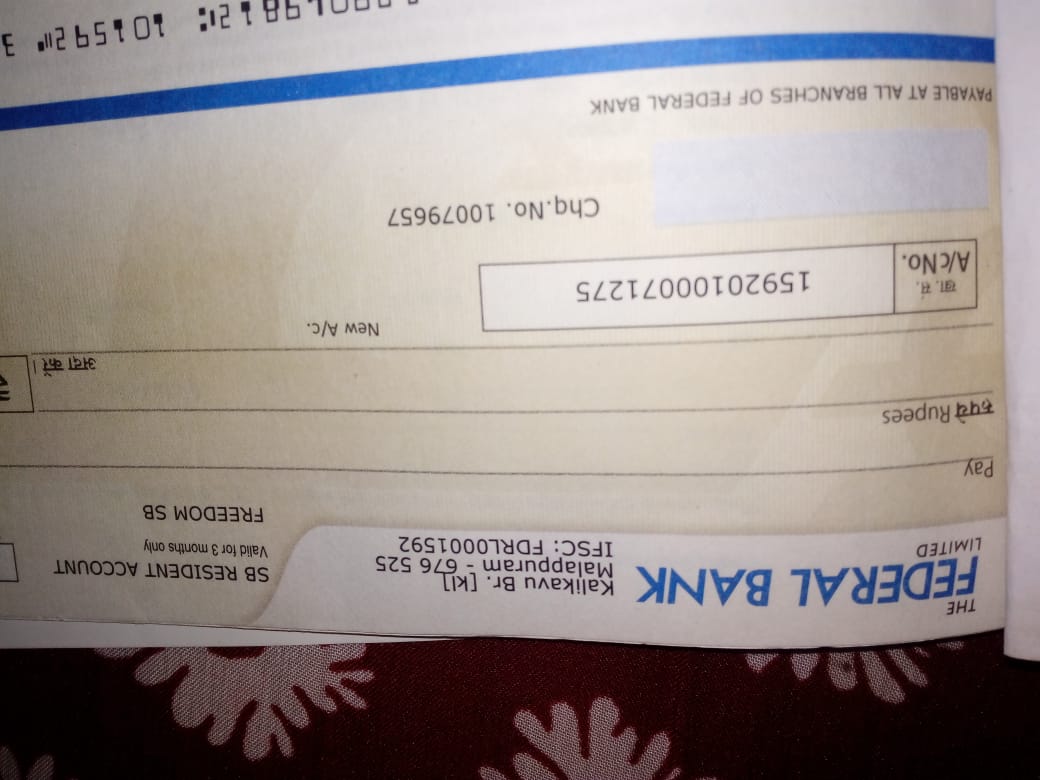 THE
FEDERAL BANK
LIMITED
Kalikavu Br. [kl]
Malappuram - 676 525
IFSC: FDRL0001592
SB RESIDENT ACCOUNT
Valid for 3 months only
FREEDOM SB
Pay
रुपये Rupees
अदा करें।
खा. सं.
A/cNo.
15920100071275
New A/c.
Chq.No. 10079657
PAYABLE AT ALL BRANCHES OF FEDERAL BANK
101592⑈